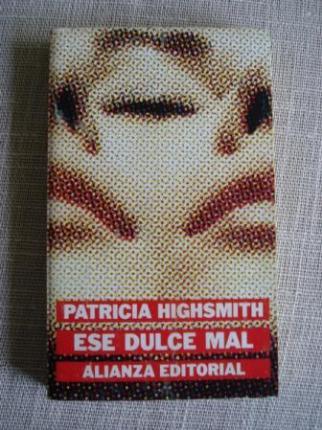 PATRICIA HIGHSMITH
ESE DULCE MAL
ALIANZA EDITORIAL